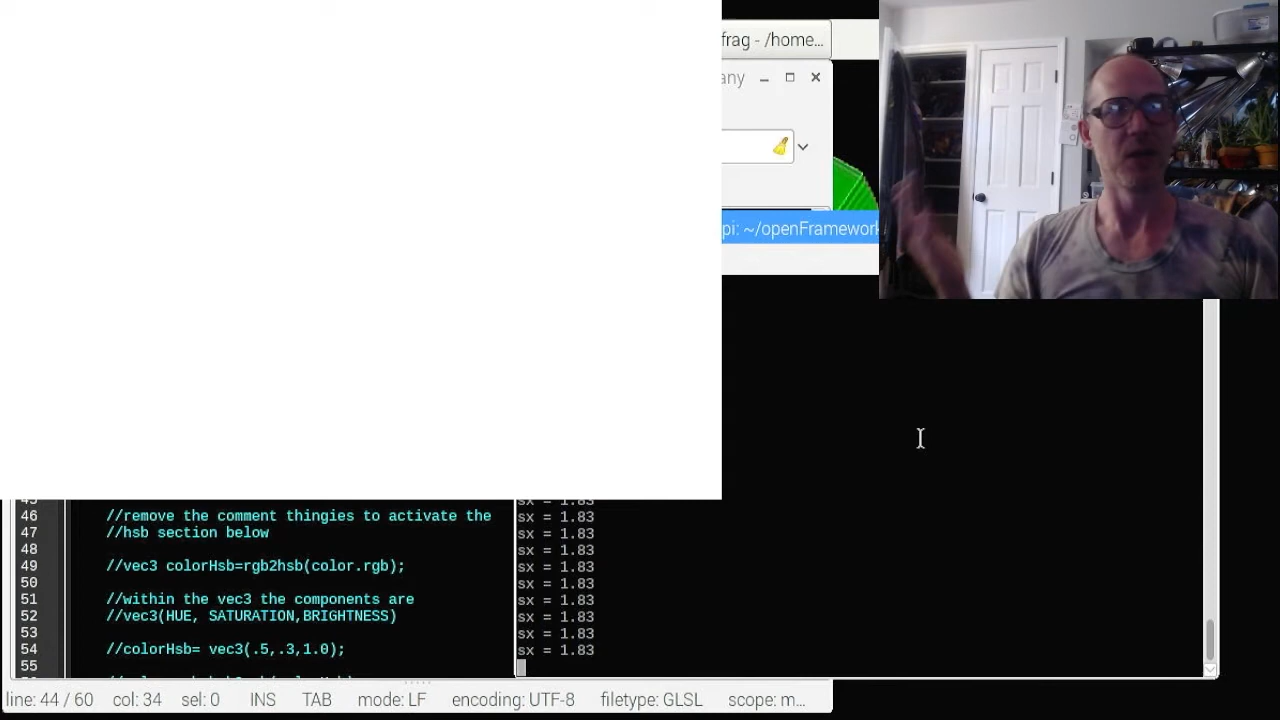 frag - /home...
any
pi: ~/openFramework
46 //remove the comment thingies to activate the
47 //hsb section below
48
49 //vec3 colorHsb=rgb2hsb(color.rgb);
50
51 //within the vec3 the components are
52 //vec3(HUE, SATURATION,BRIGHTNESS)
53
54 //colorHsb= vec3(.5,.3,1.0);
55
sx = 1.83
sx = 1.83
sx = 1.83
sx = 1.83
sx = 1.83
sx = 1.83
sx = 1.83
sx = 1.83
sx = 1.83
sx = 1.83
line: 44 / 60 col: 34 sel: 0 INS TAB mode: LF encoding: UTF-8 filetype: GLSL scope: m...